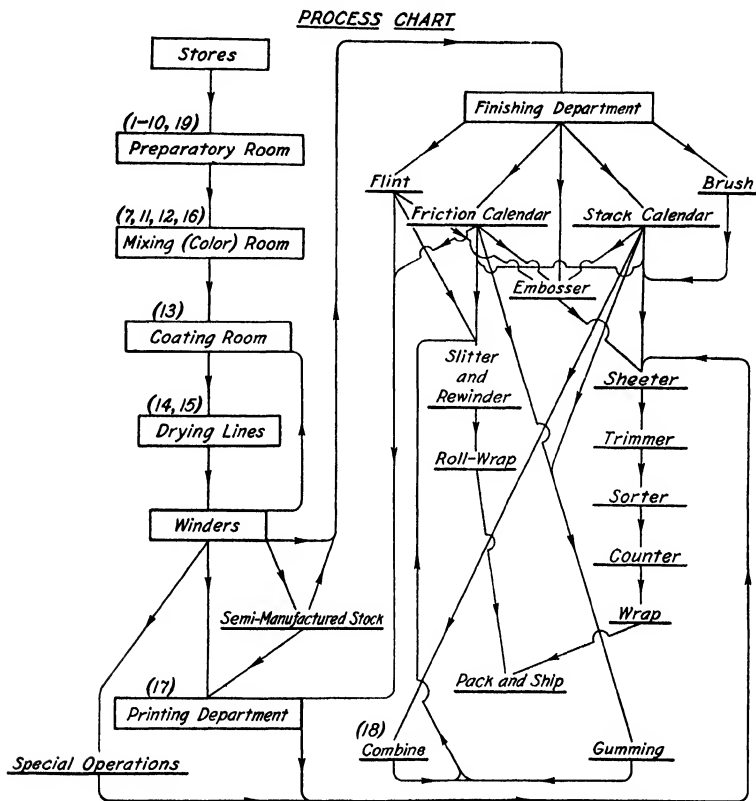 PROCESS CHART
Stores
(1-10, 19)
Preparatory Room
(7, 11, 12, 16)
Mixing (Color) Room
(13)
Coating Room
(14, 15)
Drying Lines
Winders
Semi-Manufactured Stock
(17)
Printing Department
Special Operations
Finishing Department
Flint
Brush
Friction Calendar
Stack Calendar
Embosser
Slitter
and
Rewinder
Roll-Wrap
Sheeter
Trimmer
Sorter
Counter
Wrap
Pack and Ship
(18)
Combine
Gumming